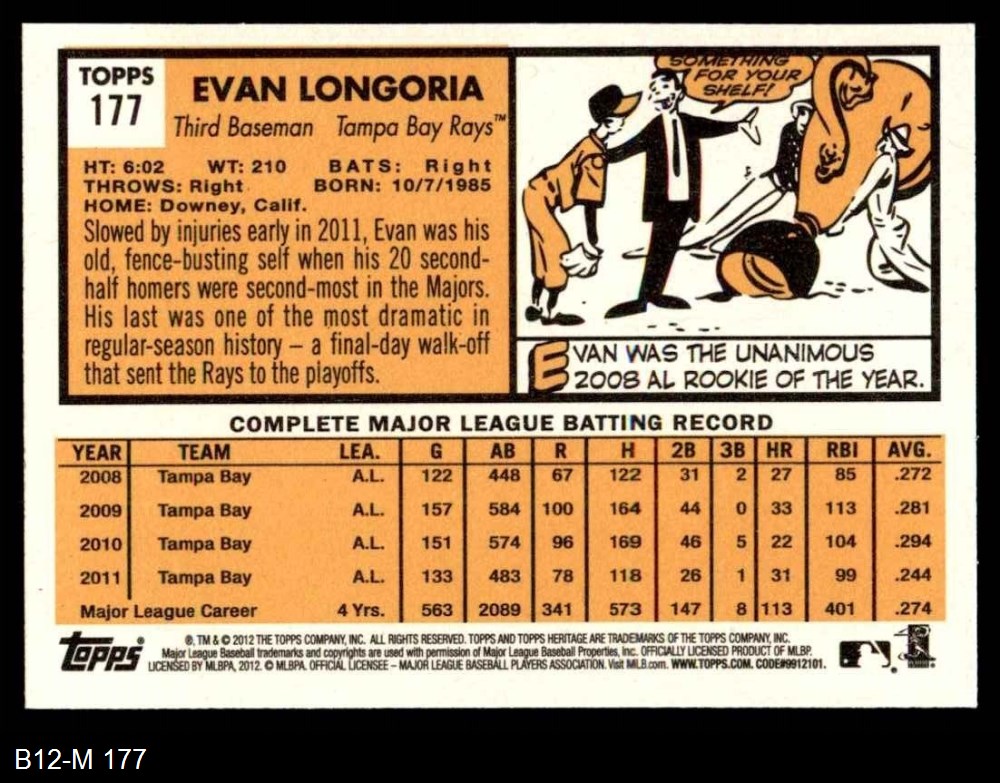 TOPPS
177
EVAN LONGORIA
Third Baseman Tampa Bay Rays™
HT: 6:02 WT: 210 BATS: Right
THROWS: Right BORN: 10/7/1985
HOME: Downey, Calif.
Slowed by injuries early in 2011, Evan was his
old, fence-busting self when his 20 second-
half homers were second-most in the Majors.
His last was one of the most dramatic in
regular-season history – a final-day walk-off
that sent the Rays to the playoffs.
SOMETHING
FOR YOUR
SHELF!
EVAN WAS THE UNANIMOUS
2008 AL ROOKIE OF THE YEAR.
COMPLETE MAJOR LEAGUE BATTING RECORD
YEAR TEAM LEA. G AB R H 2B 3B HR RBI AVG.
2008 Tampa Bay A.L. 122 448 67 122 31 2 27 85 .272
2009 Tampa Bay A.L. 157 584 100 164 44 0 33 113 .281
2010 Tampa Bay A.L. 151 574 96 169 46 5 22 104 .294
2011 Tampa Bay A.L. 133 483 78 118 26 1 31 99 .244
Major League Career 4 Yrs. 563 2089 341 573 147 8 113 401 .274
Topps®
®, TM & © 2012 THE TOPPS COMPANY, INC. ALL RIGHTS RESERVED. TOPPS AND TOPPS HERITAGE ARE TRADEMARKS OF THE TOPPS COMPANY, INC.
Major League Baseball trademarks and copyrights are used with permission of Major League Baseball Properties, Inc. OFFICIALLY LICENSED PRODUCT OF MLBP.
LICENSED BY MLBPA, 2012. © MLBPA. OFFICIAL LICENSEE – MAJOR LEAGUE BASEBALL PLAYERS ASSOCIATION. Visit MLB.com. WWW.TOPPS.COM. CODE#9912101.
B12-M 177